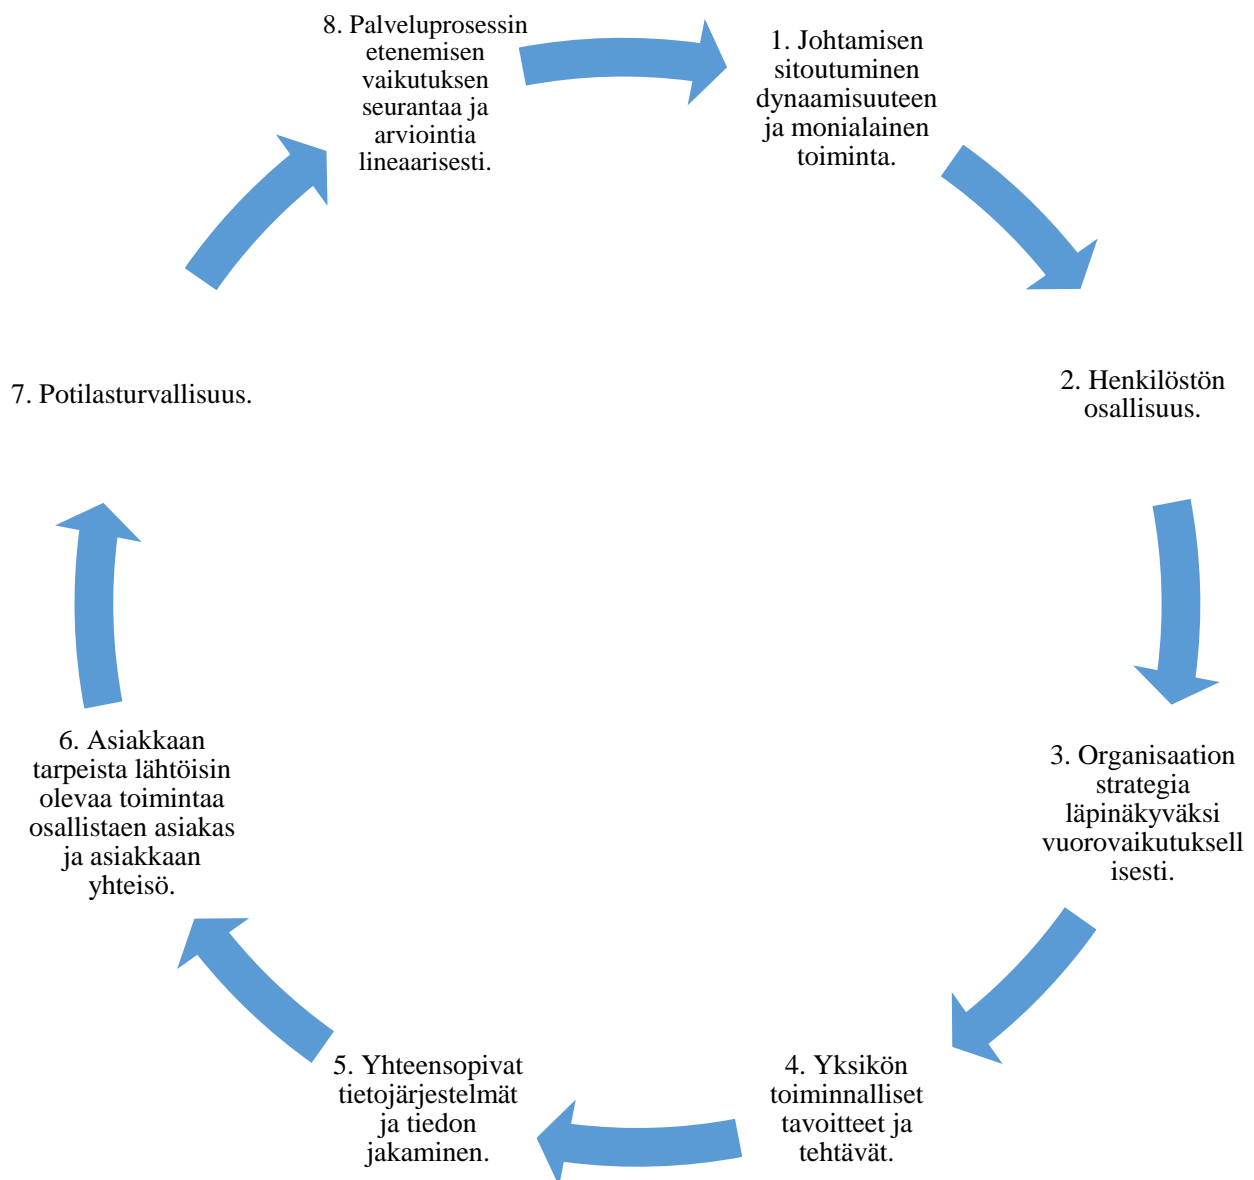 1. Johtamisen
sitoutuminen
dynaamisuuteen
ja monialainen
toiminta.
2. Henkilöstön
osallisuus.
3. Organisaation
strategia
läpinäkyväksi
vuorovaikutuksell
isesti.
4. Yksikön
toiminnalliset
tavoitteet ja
tehtävät.
5. Yhteensopivat
tietojärjestelmät
ja tiedon
jakaminen.
6. Asiakkaan
tarpeista lähtöisin
olevaa toimintaa
osallistaen asiakas
ja asiakkaan
yhteisö.
7. Potilasturvallisuus.
8. Palveluprosessin
etenemisen
vaikutuksen
seurantaa ja
arviointia
lineaarisesti.